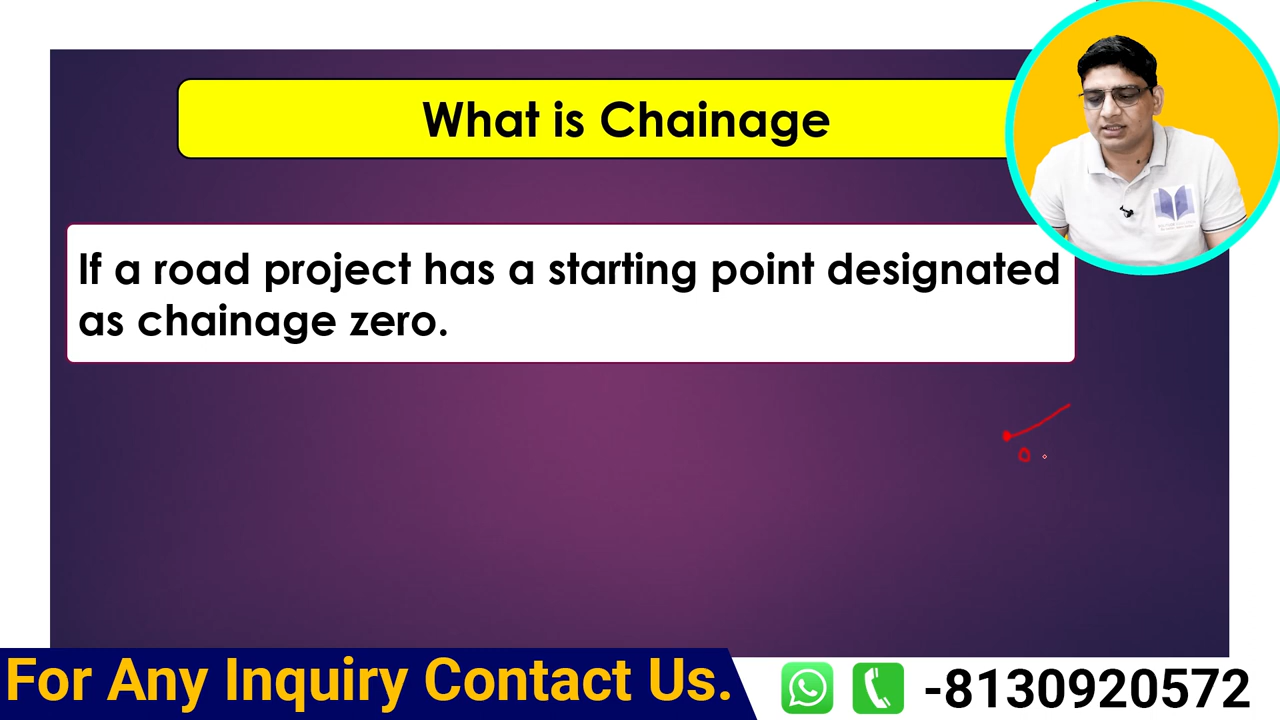 What is Chainage
If a road project has a starting point designated
as chainage zero.
0
For Any Inquiry Contact Us.
-8130920572